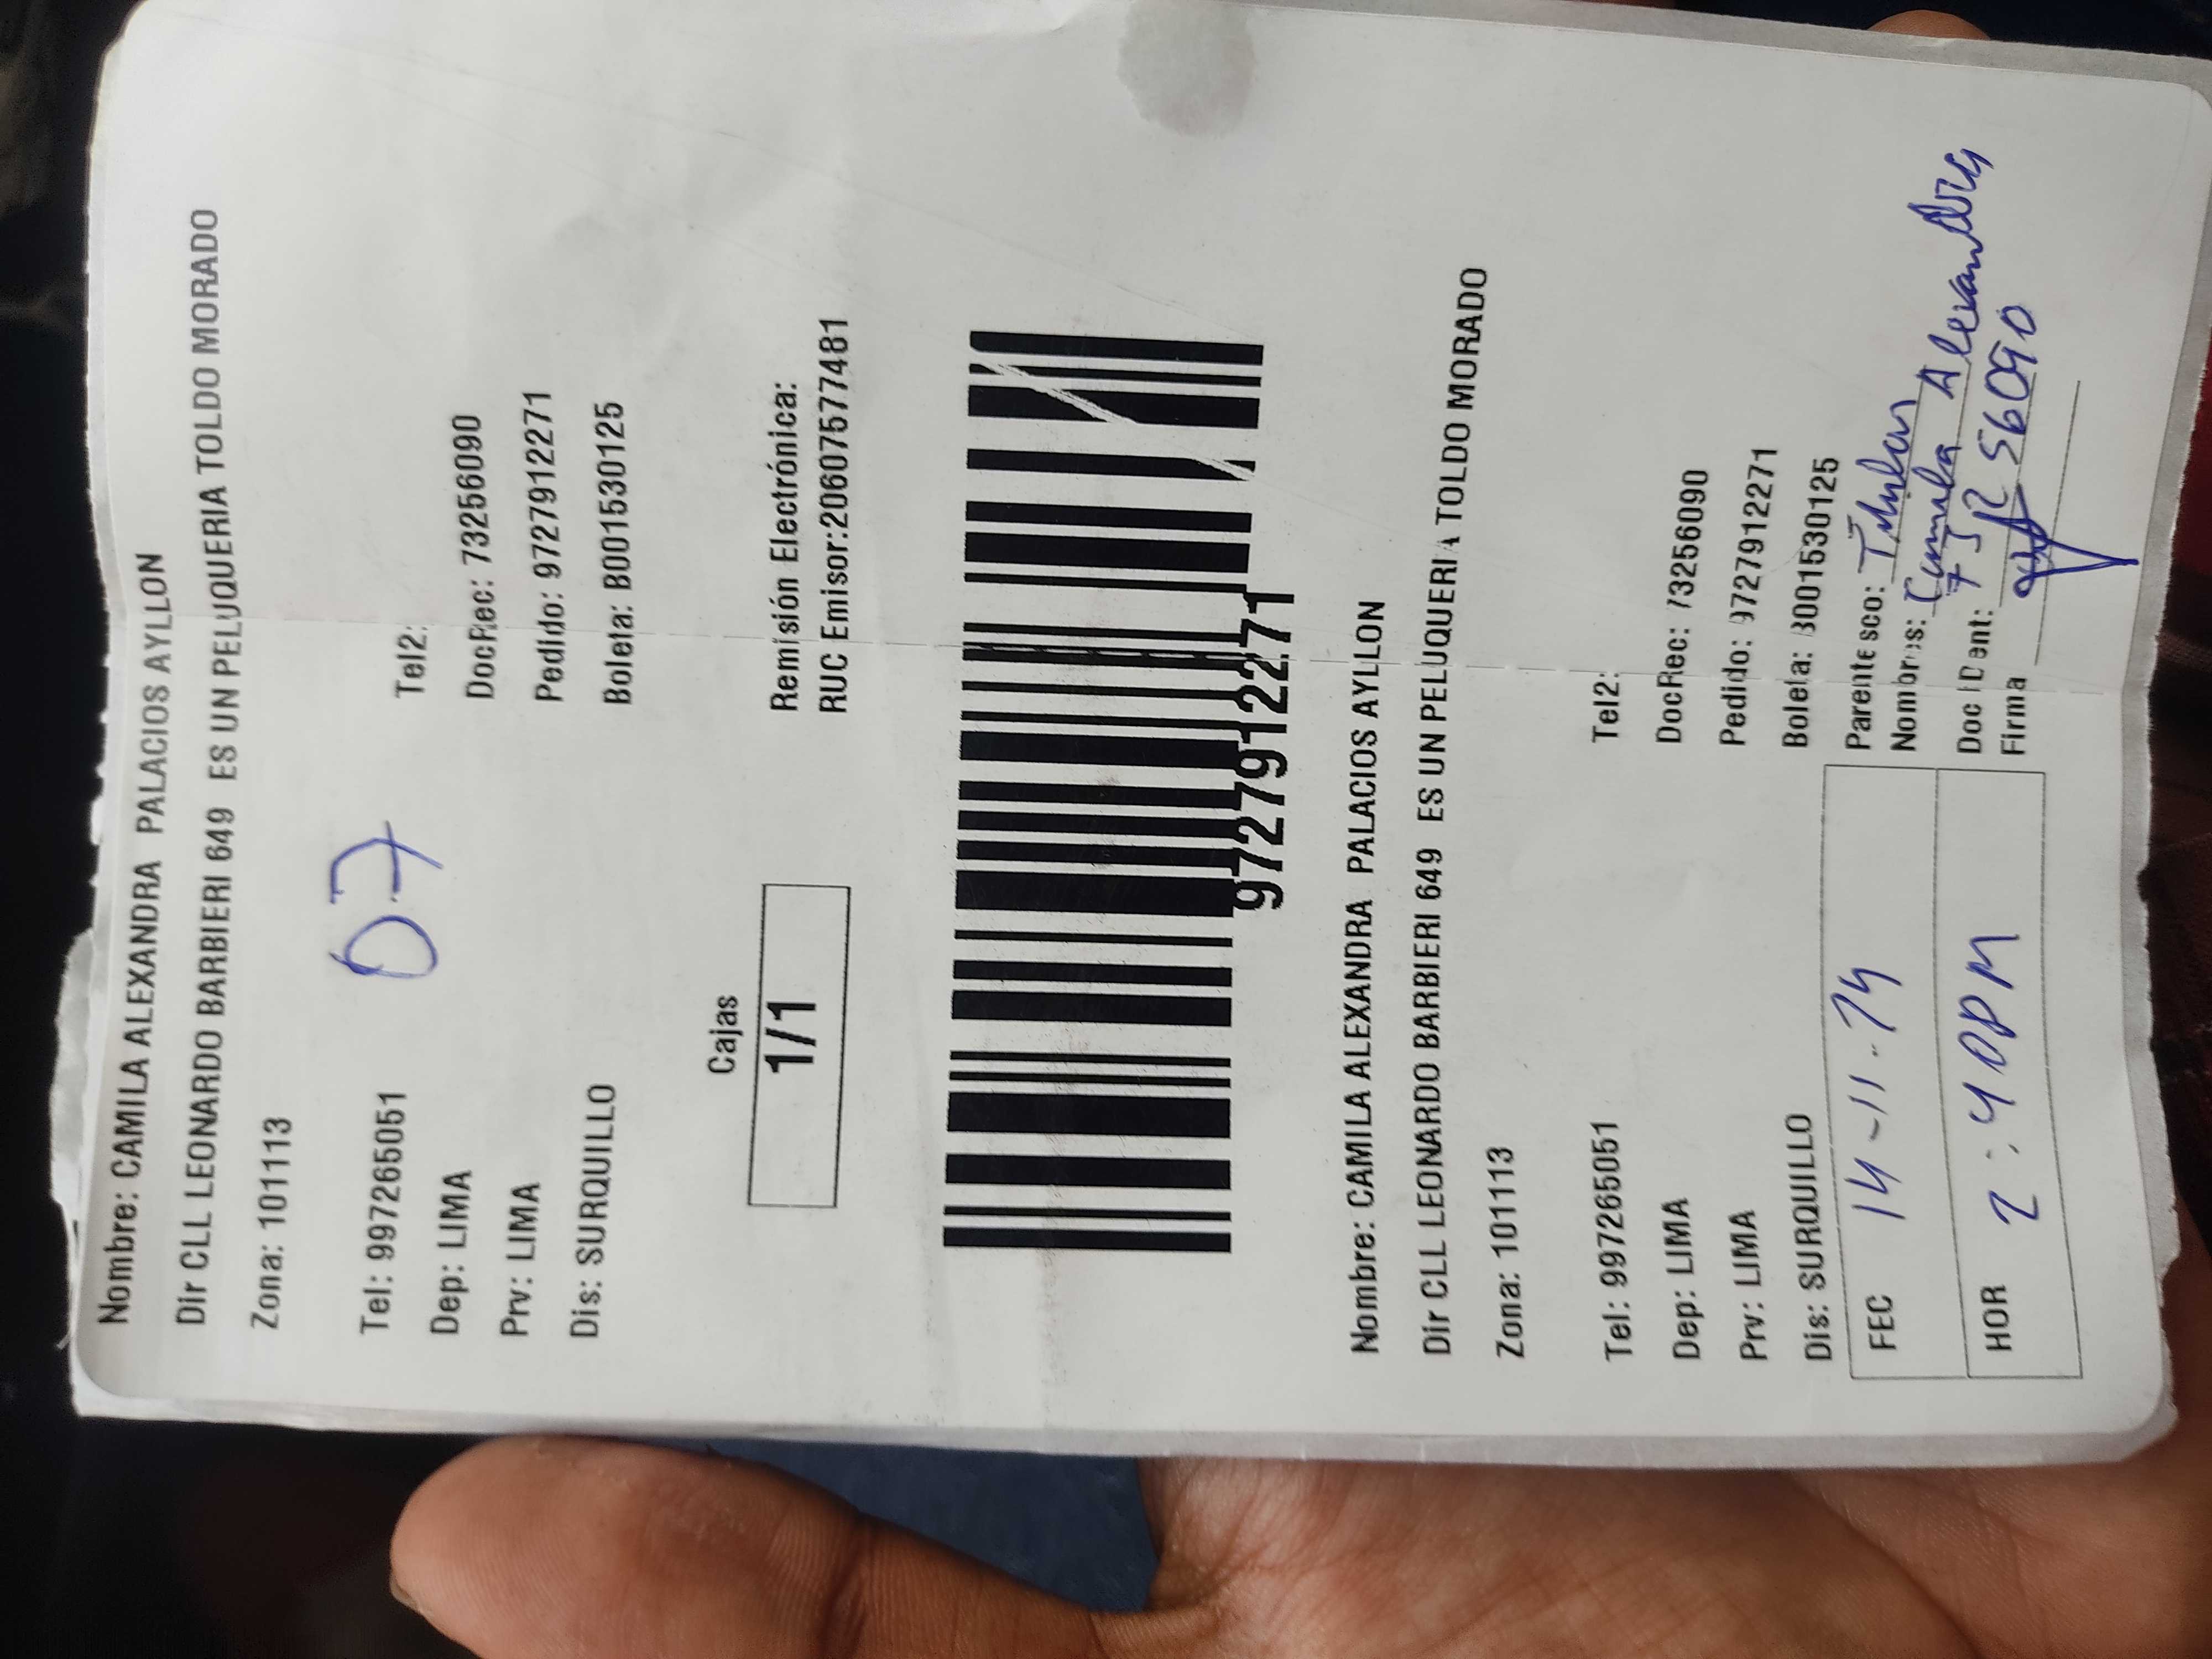 Nombre: CAMILA ALEXANDRA PALACIOS AYLLON
Dir CLL LEONARDO BARBIERI 649 ES UN PELUQUERIA TOLDO MORADO
Zona: 101113
07
Tel: 997265051 Tel2:
Dep: LIMA DocRec: 73256090
Prv: LIMA Pedido: 9727912271
Dis: SURQUILLO Boleta: B001530125
Cajas
1/1
Remisión Electrónica:
RUC Emisor:20607577481
9727912271
Nombre: CAMILA ALEXANDRA PALACIOS AYLLON
Dir CLL LEONARDO BARBIERI 649 ES UN PELUQUERIA TOLDO MORADO
Zona: 101113
Tel: 997265051 Tel2:
Dep: LIMA DocRec: 73256090
Prv: LIMA Pedido: 9727912271
Dis: SURQUILLO Boleta: B001530125
FEC 14-11-24 Parentesco: Titular
Nombres: Camila Alexandra
HOR 2:40PM Doc IDent: 73256090
Firma